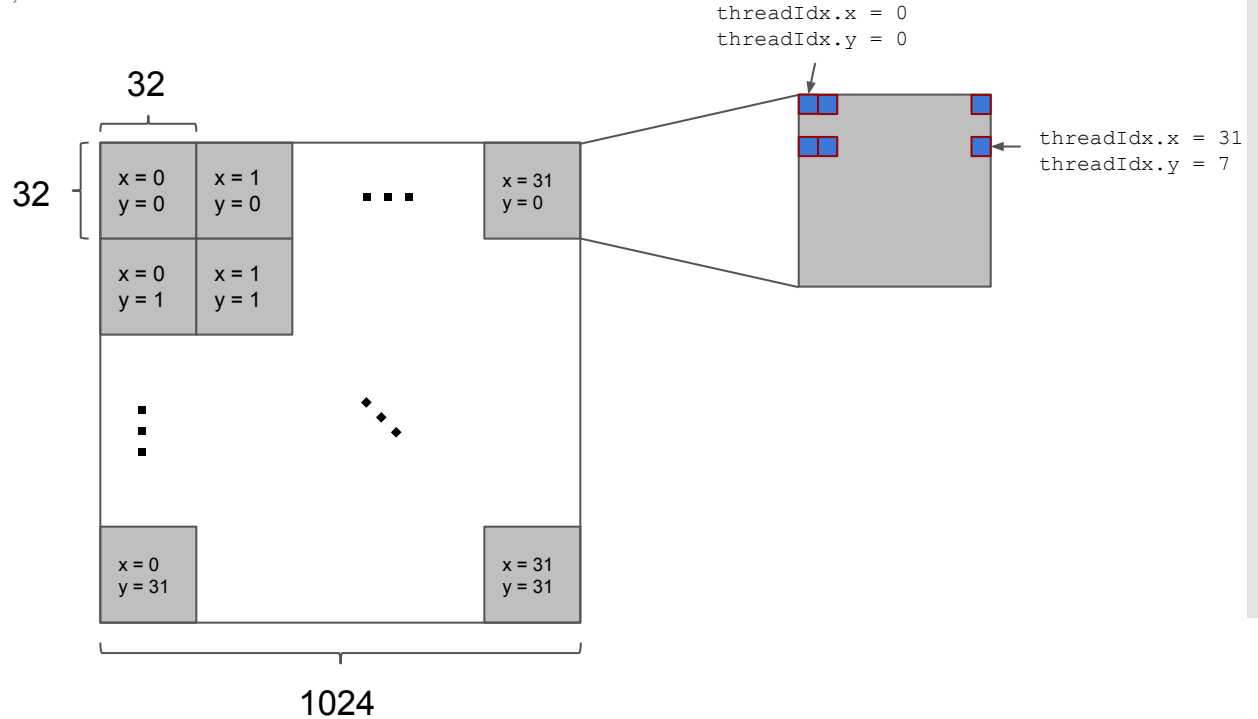 threadIdx.x = 0
threadIdx.y = 0
32
threadIdx.x = 31
threadIdx.y = 7
32
x = 0
y = 0
x = 1
y = 0
x = 31
y = 0
x = 0
y = 1
x = 1
y = 1
x = 0
y = 31
x = 31
y = 31
1024